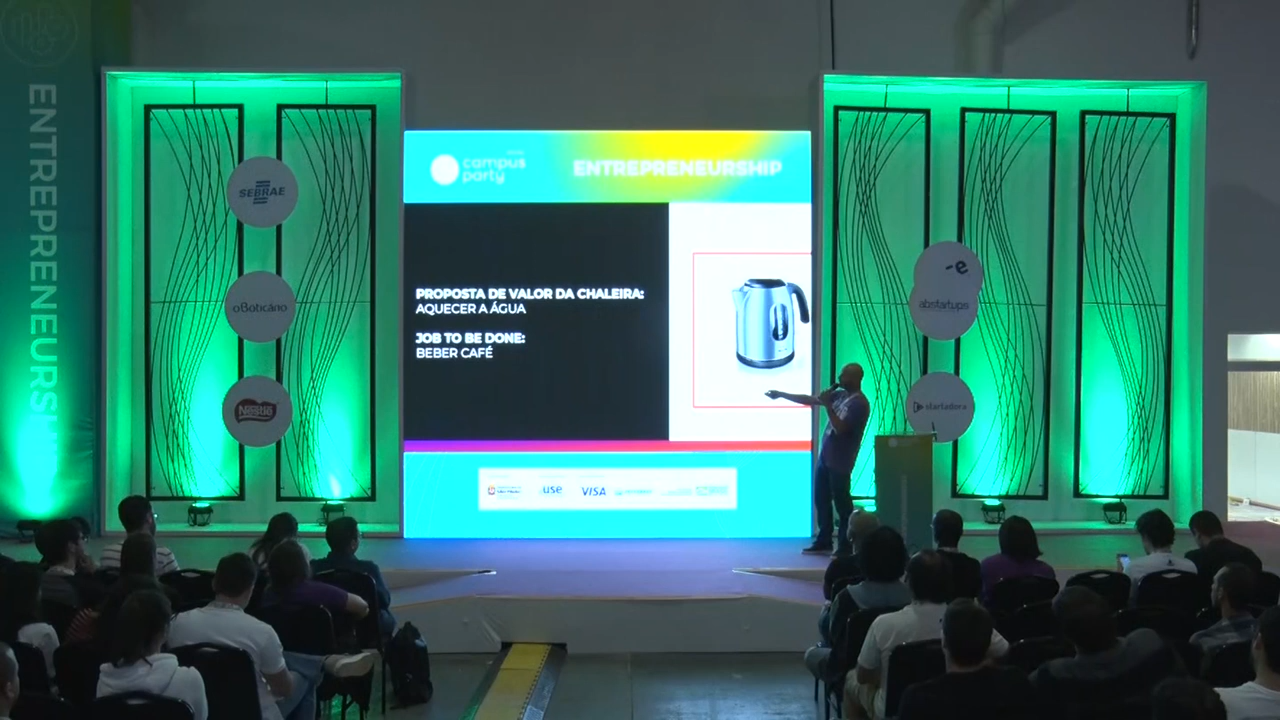 ENTREPRENEURSHIP
SEBRAE
oBoticário
Nestlé
campus
party
ENTREPRENEURSHIP
PROPOSTA DE VALOR DA CHALEIRA:
AQUECER A ÁGUA
JOB TO BE DONE:
BEBER CAFÉ
use
VISA
-e
abstartups
startadora